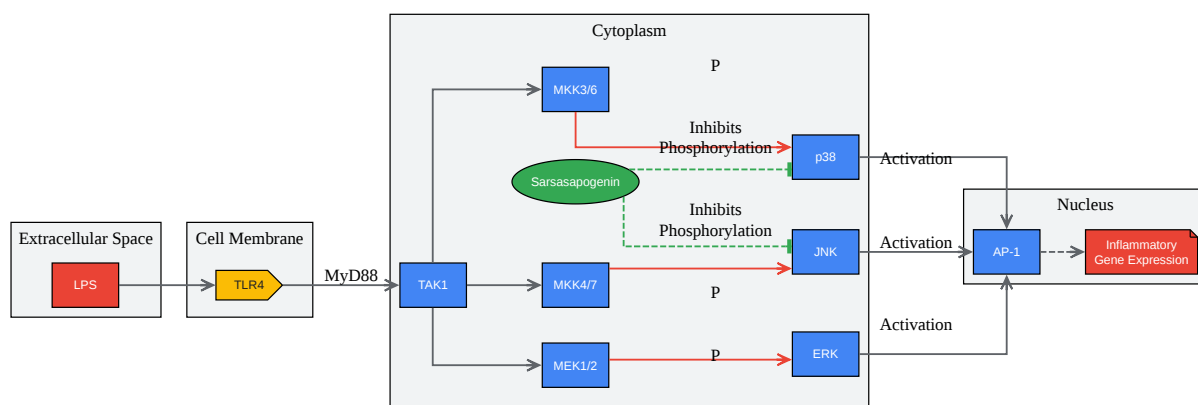 Cytoplasm
P
MKK3/6
Inhibits
Phosphorylation
p38
Activation
Sarsasapogenin
Nucleus
Inhibits
Phosphorylation
Extracellular Space
Cell Membrane
JNK
Activation
AP-1
Inflammatory
Gene Expression
LPS
TLR4
MyD88
TAK1
MKK4/7
P
Activation
MEK1/2
P
ERK